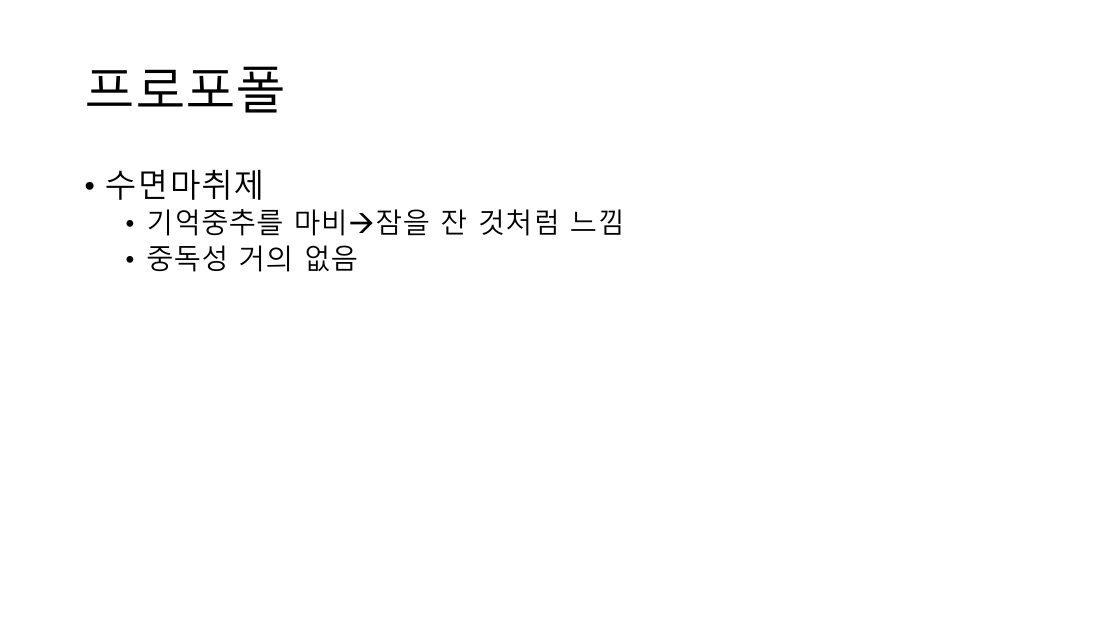 프로포폴
• 수면마취제
• 기억중추를 마비→잠을 잔 것처럼 느낌
• 중독성 거의 없음